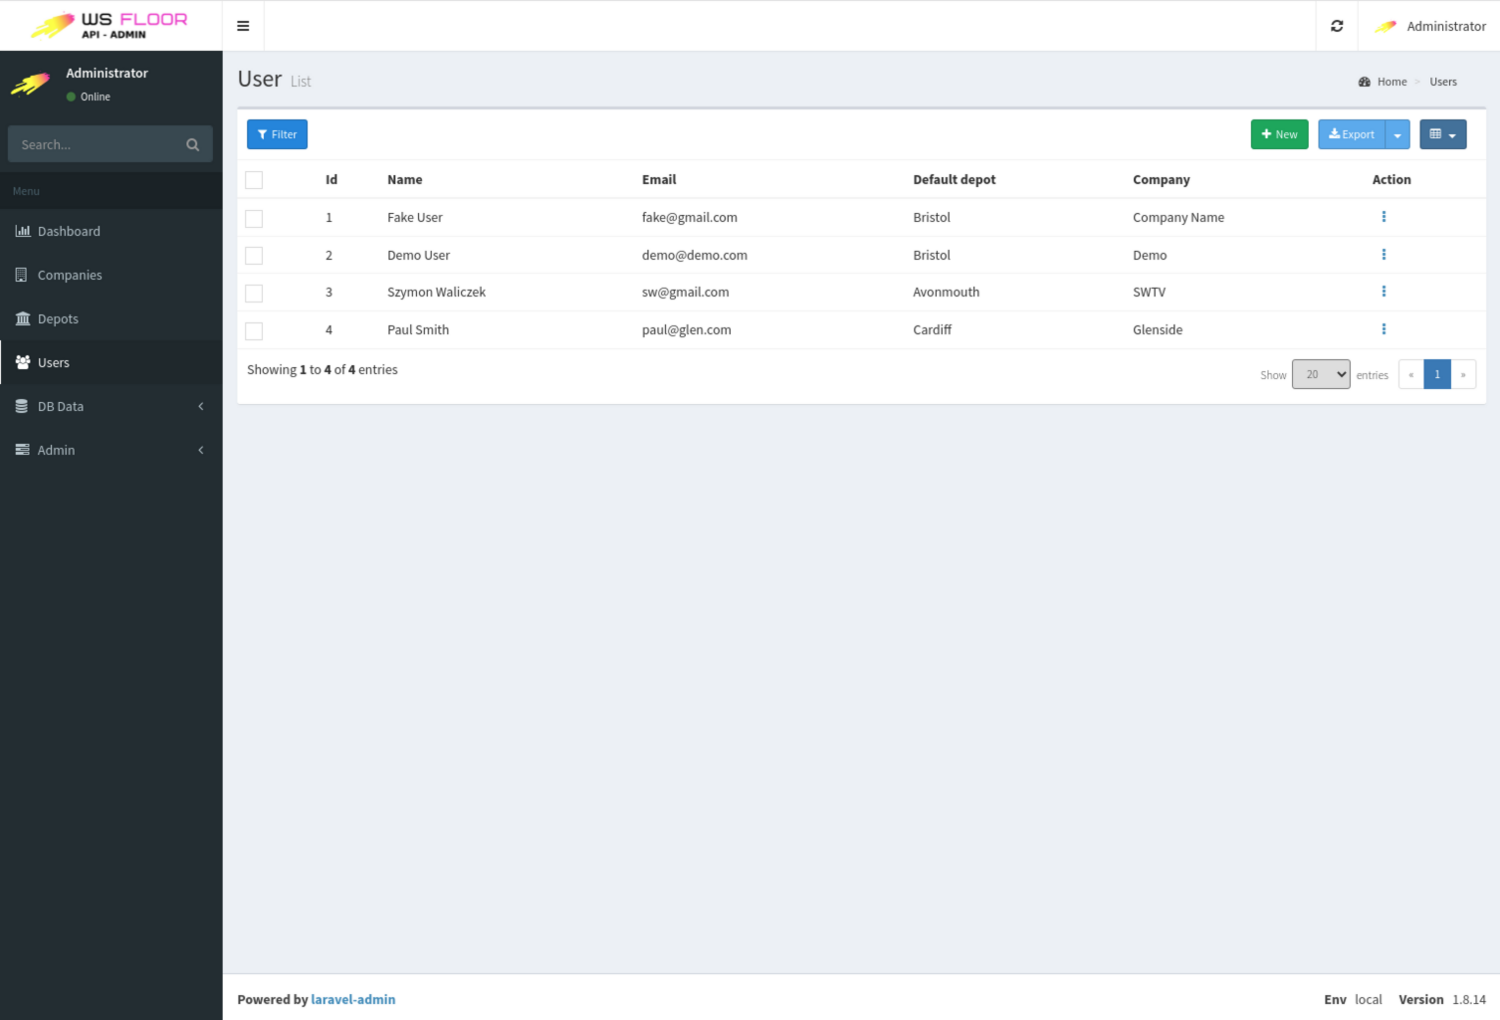 WS FLOOR
API - ADMIN
Administrator
Administrator
Online
Search...
Menu
Dashboard
Companies
Depots
Users
DB Data
Admin
User List
Home Users
Filter
New Export
Id Name Email Default depot Company Action
1 Fake User fake@gmail.com Bristol Company Name
2 Demo User demo@demo.com Bristol Demo
3 Szymon Waliczek sw@gmail.com Avonmouth SWTV
4 Paul Smith paul@glen.com Cardiff Glenside
Showing 1 to 4 of 4 entries
Show 20 entries « 1 »
Powered by laravel-admin
Env local Version 1.8.14